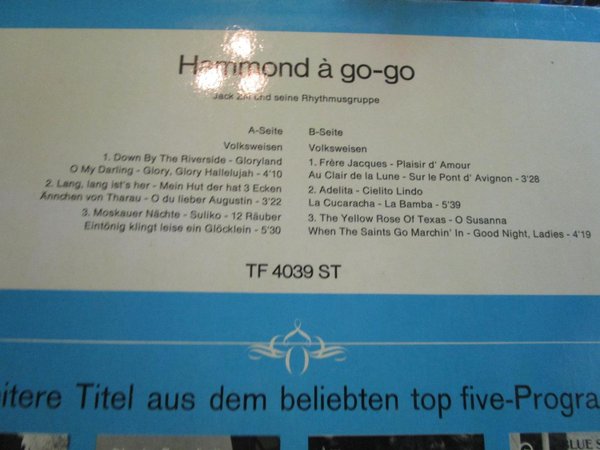 Hammond à go-go
Jack und seine Rhythmusgruppe
A-Seite
Volksweisen
1. Down By The Riverside - Gloryland
O My Darling - Glory, Glory Hallelujah - 4'10
2. Lang, lang ist's her - Mein Hut der hat 3 Ecken
Ännchen von Tharau - O du lieber Augustin - 3'22
3. Moskauer Nächte - Suliko - 12 Räuber
Eintönig klingt leise ein Glöcklein - 5'30
B-Seite
Volksweisen
1. Frère Jacques - Plaisir d' Amour
Au Clair de la Lune - Sur le Pont d' Avignon - 3'28
2. Adelita - Cielito Lindo
La Cucaracha - La Bamba - 5'39
3. The Yellow Rose Of Texas - O Susanna
When The Saints Go Marchin' In - Good Night, Ladies - 4'19
TF 4039 ST
itere Titel aus dem beliebten top five-Progra
BLUE S